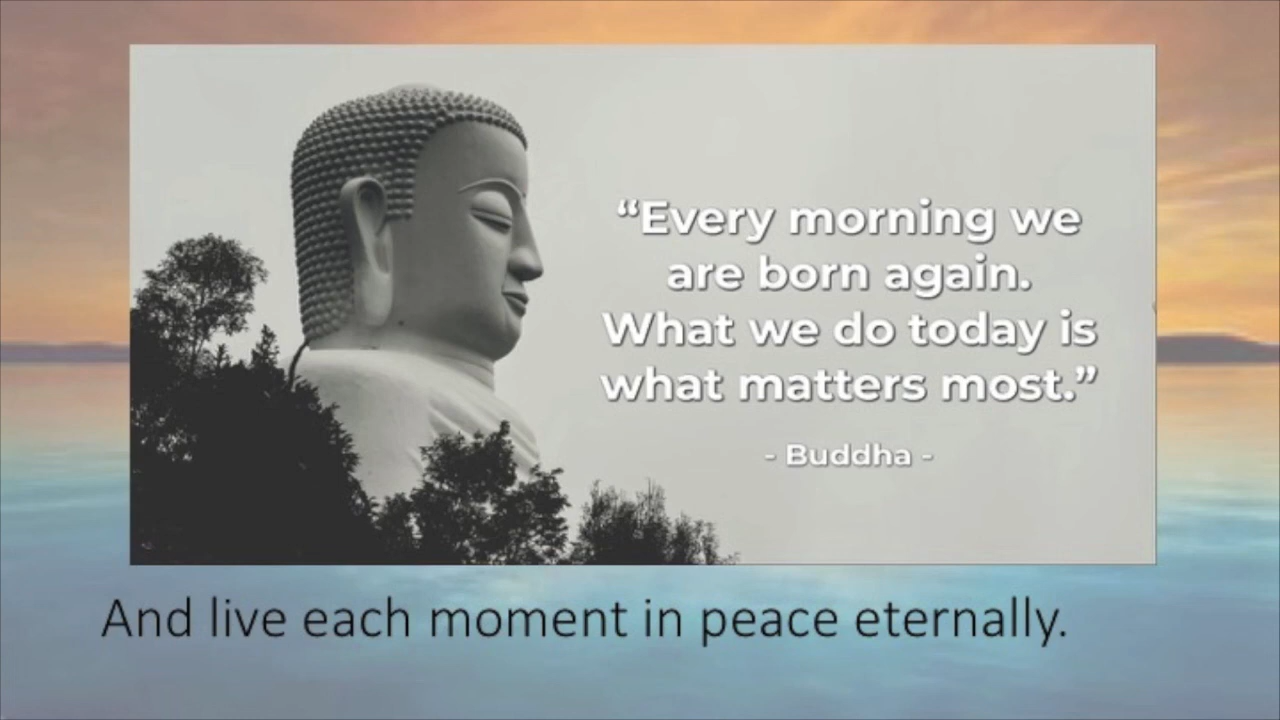 “Every morning we
are born again.
What we do today is
what matters most.”
- Buddha -
And live each moment in peace eternally.